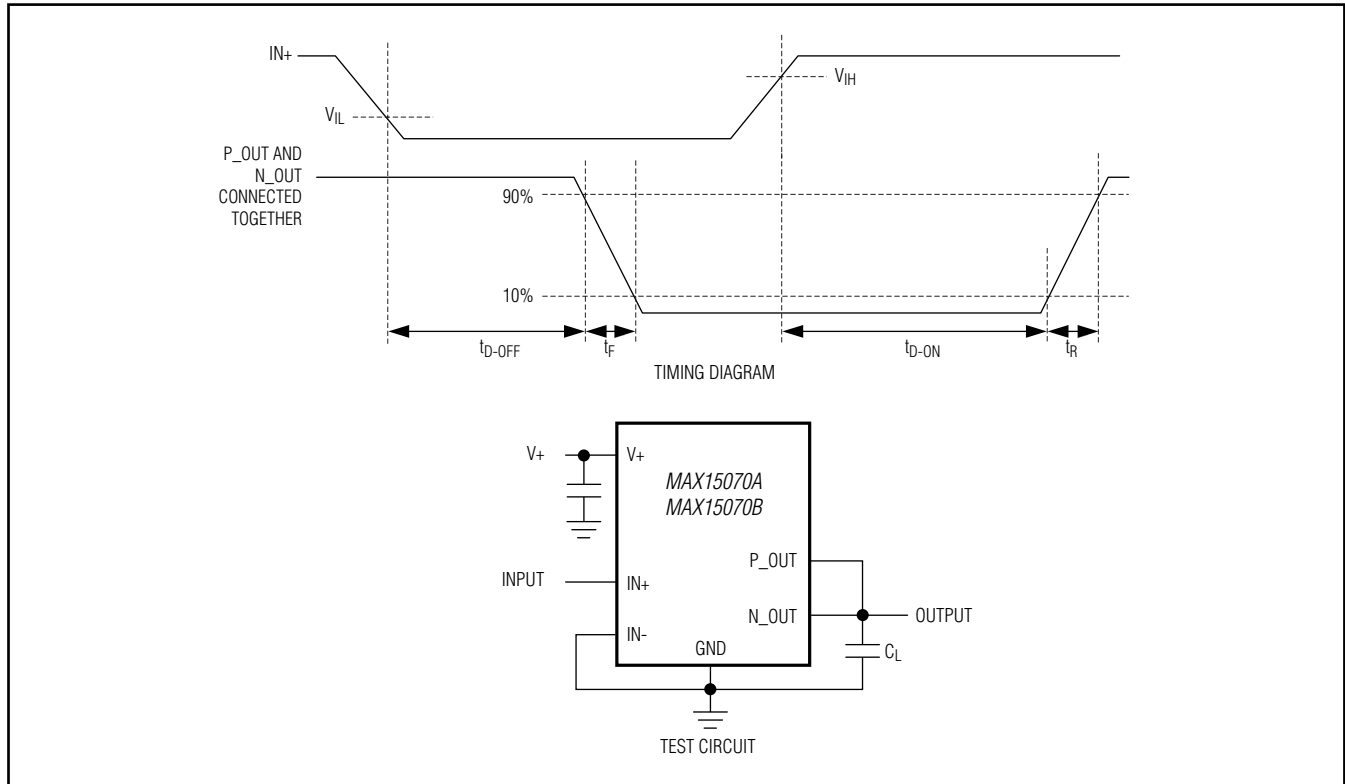 IN+
V_IH
V_IL
P_OUT AND
N_OUT
CONNECTED
TOGETHER
90%
10%
t_D-OFF
t_F
t_D-ON
t_R
TIMING DIAGRAM
V+
V+
MAX15070A
MAX15070B
P_OUT
INPUT
IN+
N_OUT
OUTPUT
IN-
GND
C_L
TEST CIRCUIT